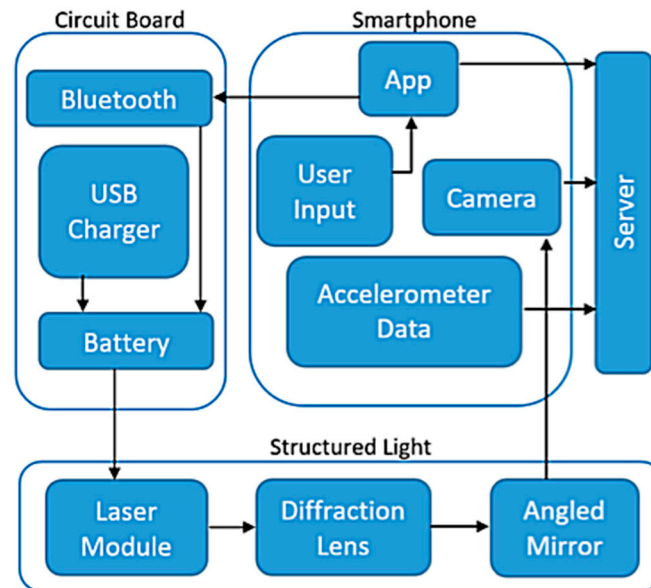 Circuit Board
Smartphone
Bluetooth
App
USB
Charger
User
Input
Camera
Server
Accelerometer
Data
Battery
Structured Light
Laser
Module
Diffraction
Lens
Angled
Mirror